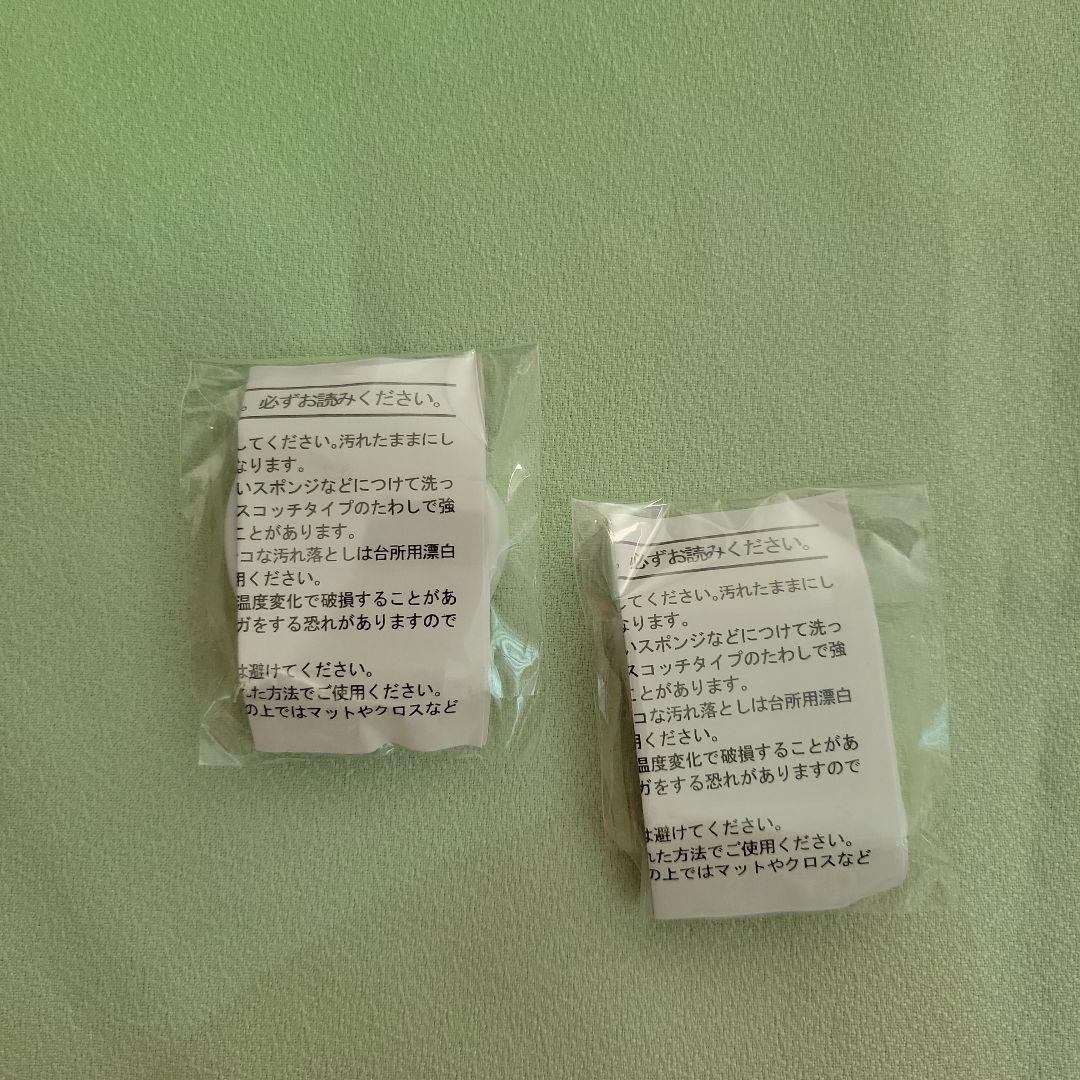 。必ずお読みください。
してください。汚れたままにし
なります。
いスポンジなどにつけて洗っ
スコッチタイプのたわしで強
ことがあります。
コな汚れ落としは台所用漂白
用ください。
温度変化で破損することがあ
ガをする恐れがありますので
は避けてください。
れた方法でご使用ください。
の上ではマットやクロスなど
必ずお読みください。
してください。汚れたままにし
なります。
いスポンジなどにつけて洗っ
スコッチタイプのたわしで強
ことがあります。
コな汚れ落としは台所用漂白
用ください。
温度変化で破損することがあ
ガをする恐れがありますので
は避けてください。
れた方法でご使用ください。
の上ではマットやクロスなど